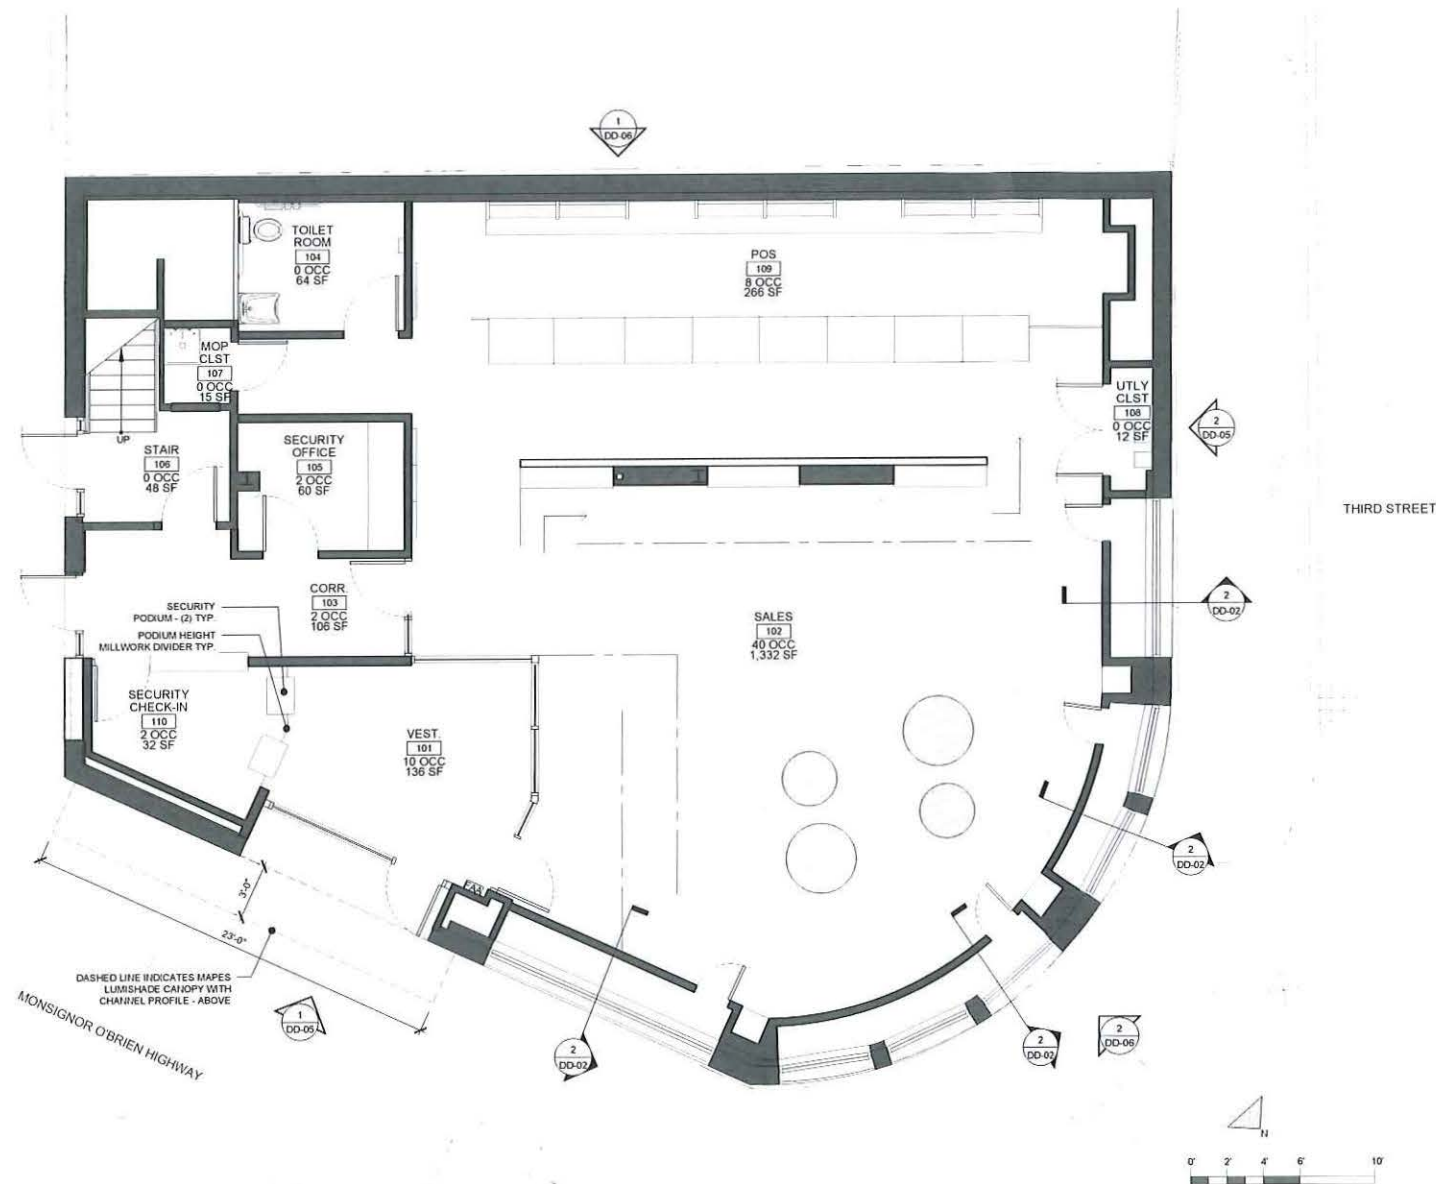 1
DD-06
TOILET
ROOM
104
0 OCC
64 SF
POS
109
8 OCC
266 SF
MOP
CLST
107
0 OCC
15 SF
UTLY
CLST
108
0 OCC
12 SF
2
DD-05
UP
STAIR
106
0 OCC
48 SF
SECURITY
OFFICE
105
2 OCC
60 SF
THIRD STREET
CORR.
103
2 OCC
106 SF
SECURITY
PODIUM - (2) TYP.
PODIUM HEIGHT
MILLWORK DIVIDER TYP.
SALES
102
40 OCC
1,332 SF
2
DD-02
SECURITY
CHECK-IN
110
2 OCC
32 SF
VEST.
101
10 OCC
136 SF
2
DD-02
FAA
3'-0"
23'-0"
DASHED LINE INDICATES MAPES
LUMISHADE CANOPY WITH
CHANNEL PROFILE - ABOVE
MONSIGNOR O'BRIEN HIGHWAY
1
DD-05
2
DD-02
2
DD-02
2
DD-06
N
0' 2' 4' 6' 10'